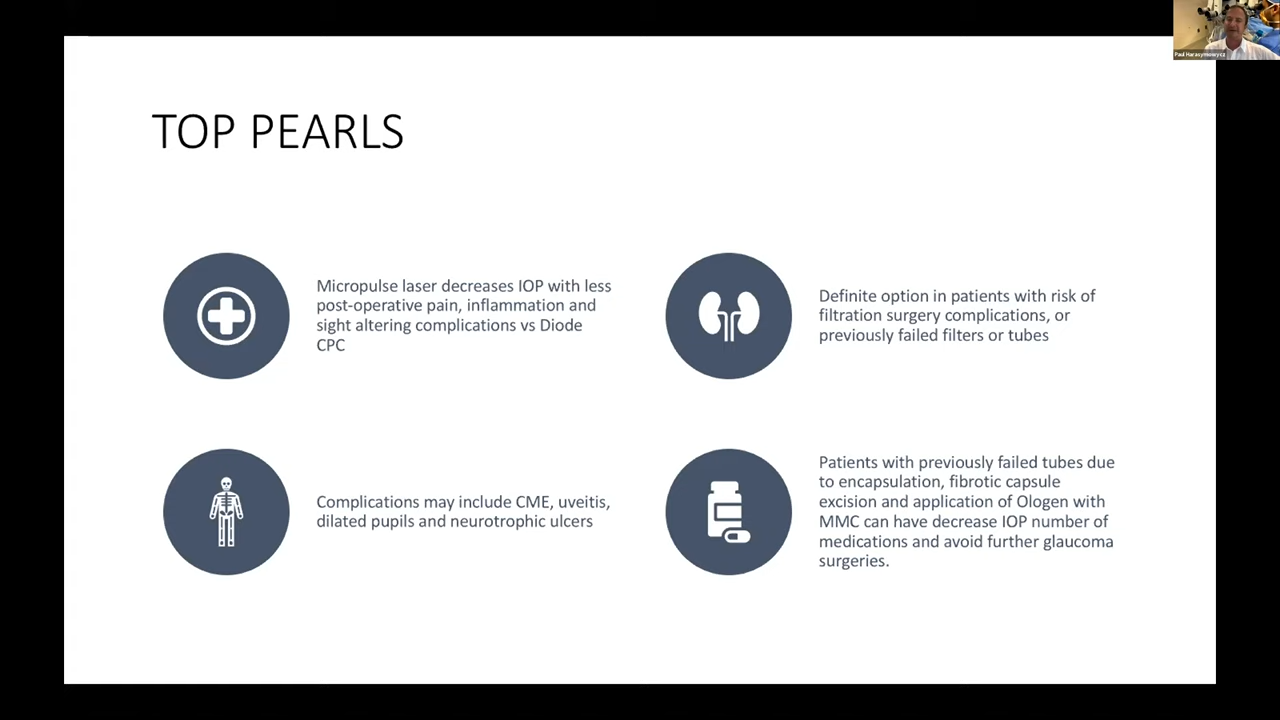 TOP PEARLS
Micropulse laser decreases IOP with less
post-operative pain, inflammation and
sight altering complications vs Diode
CPC
Definite option in patients with risk of
filtration surgery complications, or
previously failed filters or tubes
Complications may include CME, uveitis,
dilated pupils and neurotrophic ulcers
Patients with previously failed tubes due
to encapsulation, fibrotic capsule
excision and application of Ologen with
MMC can have decrease IOP number of
medications and avoid further glaucoma
surgeries.
Paul Harasymowycz